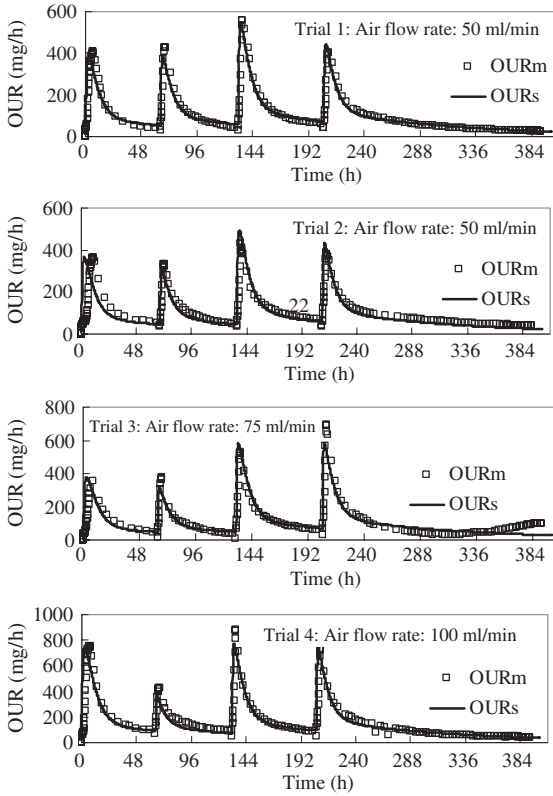 600
400
200
0
OUR (mg/h)
Trial 1: Air flow rate: 50 ml/min
OURm
OURs
0 48 96 144 192 240 288 336 384
Time (h)
600
400
200
0
OUR (mg/h)
Trial 2: Air flow rate: 50 ml/min
OURm
OURs
22
0 48 96 144 192 240 288 336 384
Time (h)
800
600
400
200
0
OUR (mg/h)
Trial 3: Air flow rate: 75 ml/min
OURm
OURs
0 48 96 144 192 240 288 336 384
Time (h)
1000
800
600
400
200
0
OUR (mg/h)
Trial 4: Air flow rate: 100 ml/min
OURm
OURs
0 48 96 144 192 240 288 336 384
Time (h)